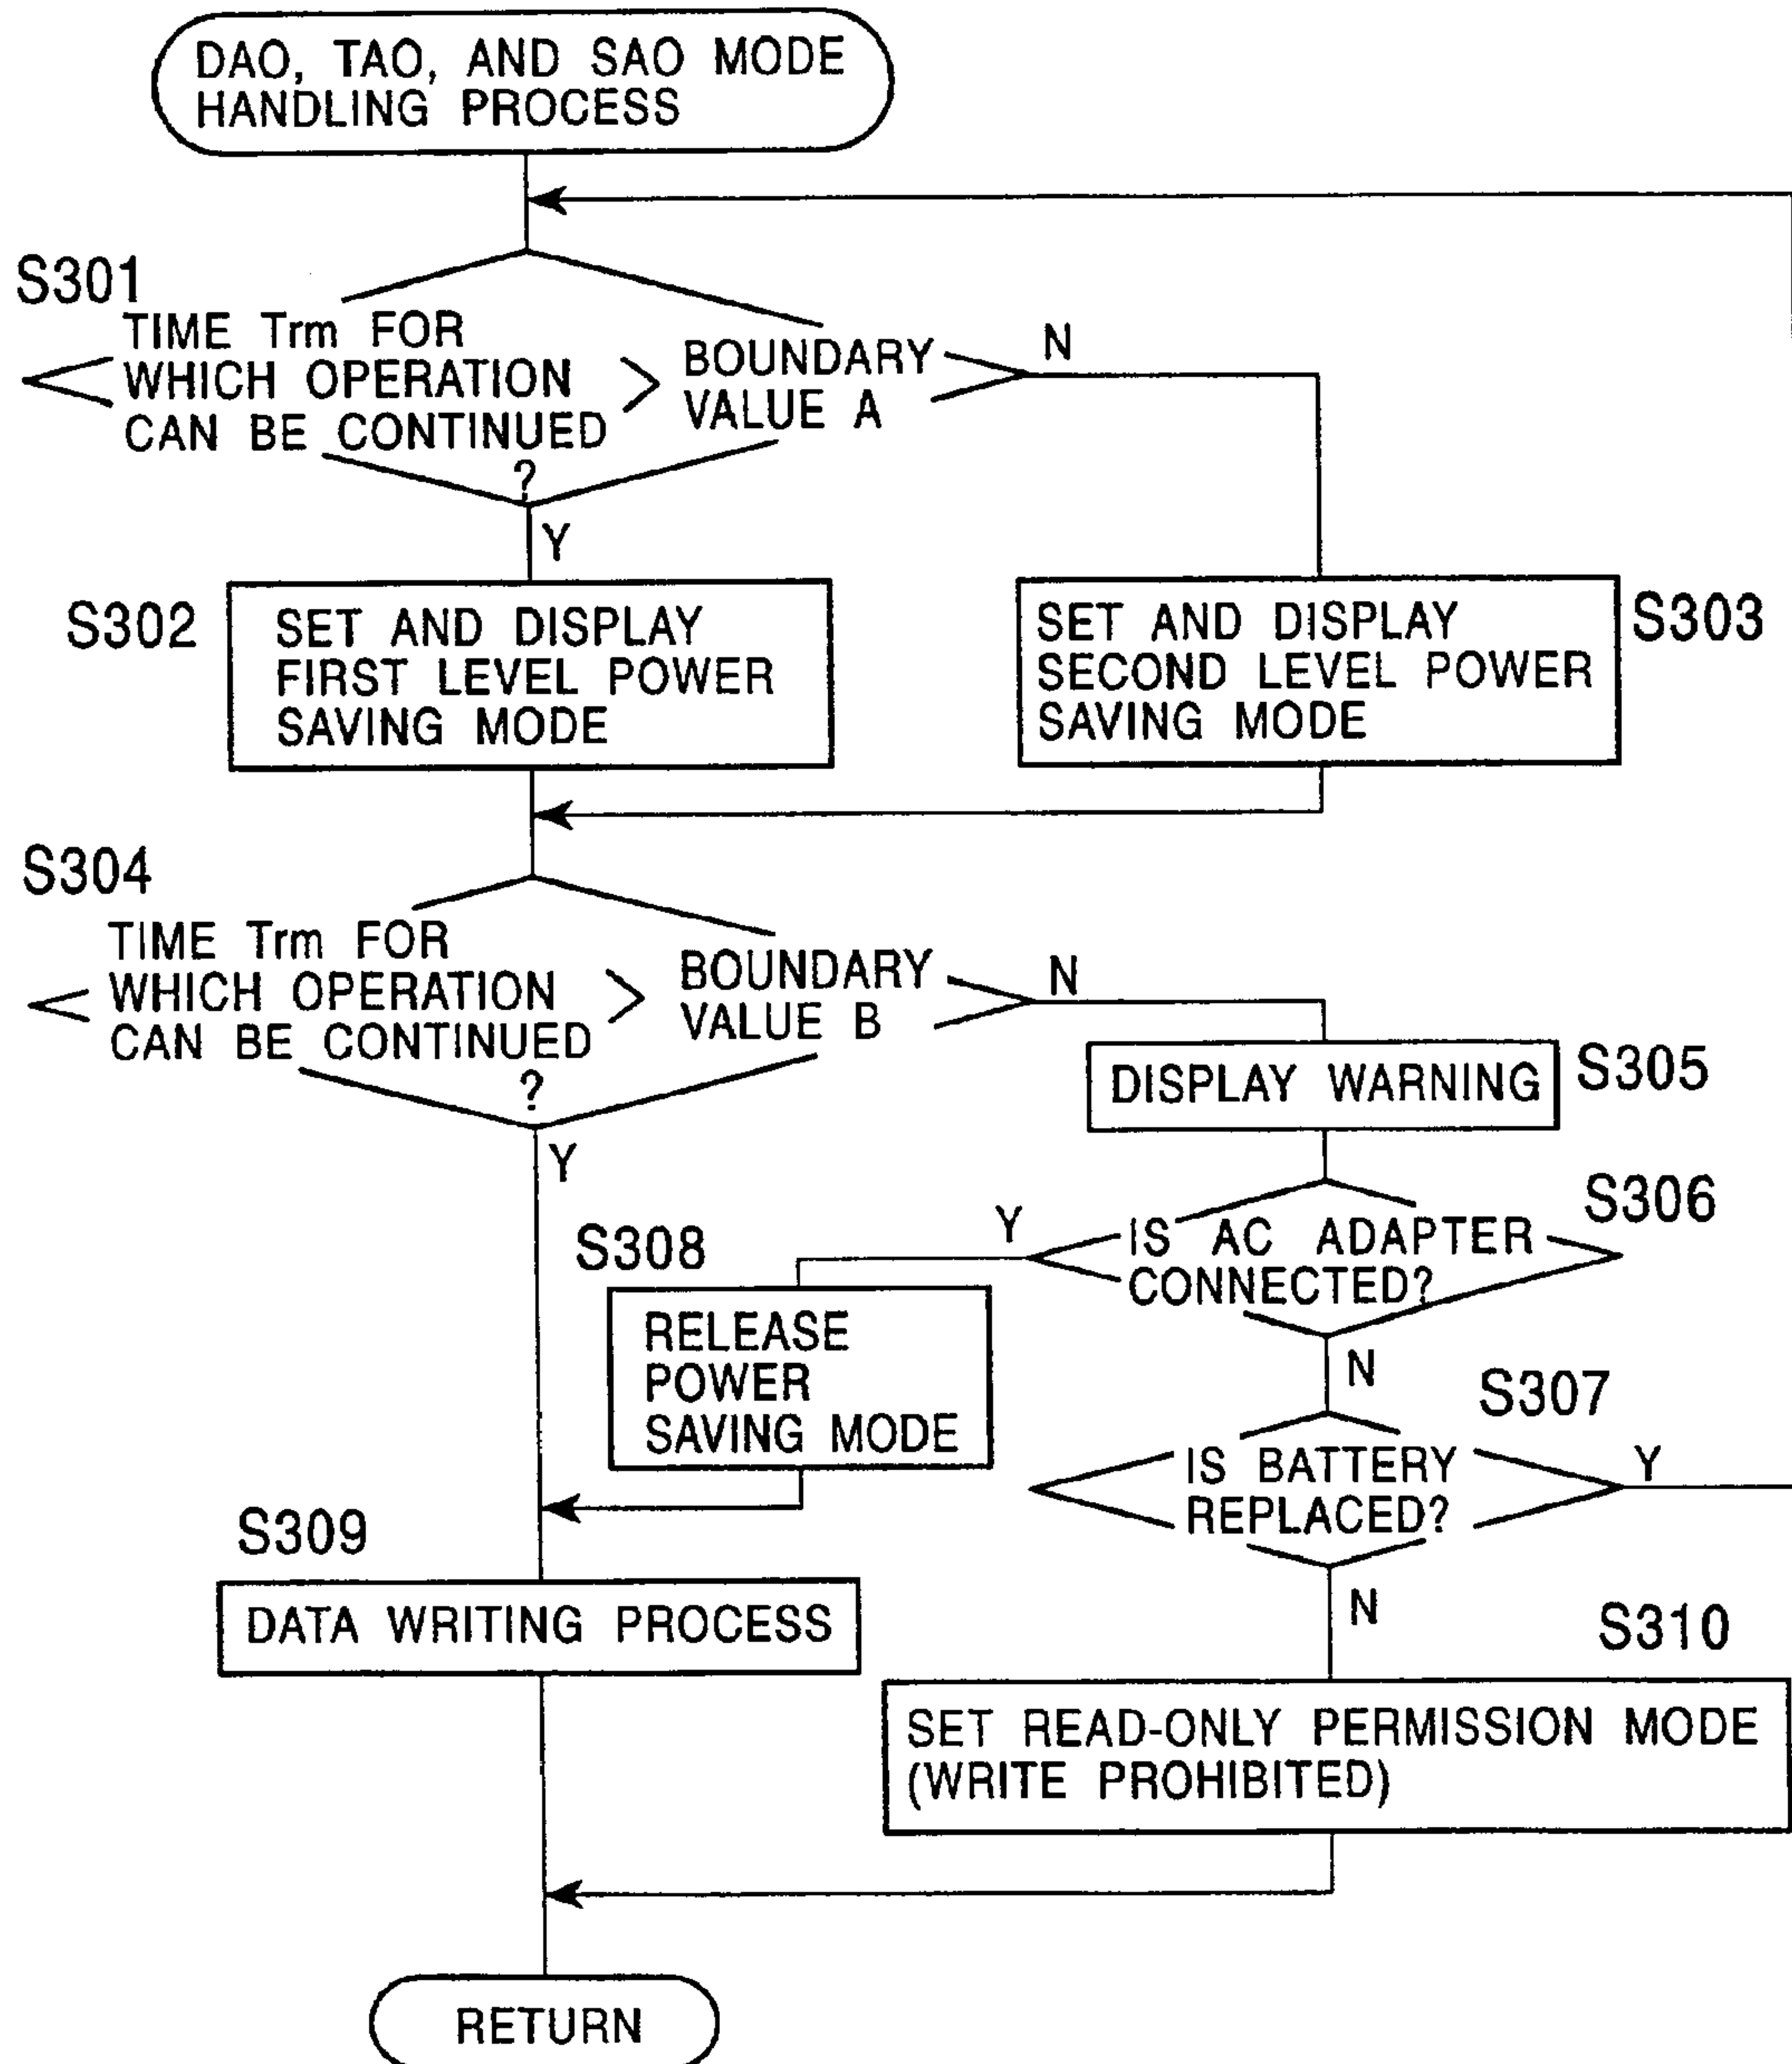 DAO, TAO, AND SAO MODE
HANDLING PROCESS
S301
TIME Trm FOR
WHICH OPERATION
CAN BE CONTINUED
?
>
BOUNDARY
VALUE A
N
Y
S302
SET AND DISPLAY
FIRST LEVEL POWER
SAVING MODE
SET AND DISPLAY
SECOND LEVEL POWER
SAVING MODE
S303
S304
TIME Trm FOR
WHICH OPERATION
CAN BE CONTINUED
?
>
BOUNDARY
VALUE B
N
Y
DISPLAY WARNING
S305
S306
IS AC ADAPTER
CONNECTED?
Y
N
S308
RELEASE
POWER
SAVING MODE
S307
IS BATTERY
REPLACED?
Y
N
S309
DATA WRITING PROCESS
S310
SET READ-ONLY PERMISSION MODE
(WRITE PROHIBITED)
RETURN